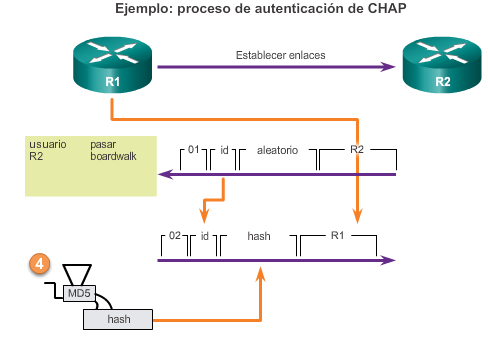 Ejemplo: proceso de autenticación de CHAP
Establecer enlaces
R1
R2
usuario pasar
R2 boardwalk
01 id aleatorio R2
02 id hash R1
4
MD5
hash